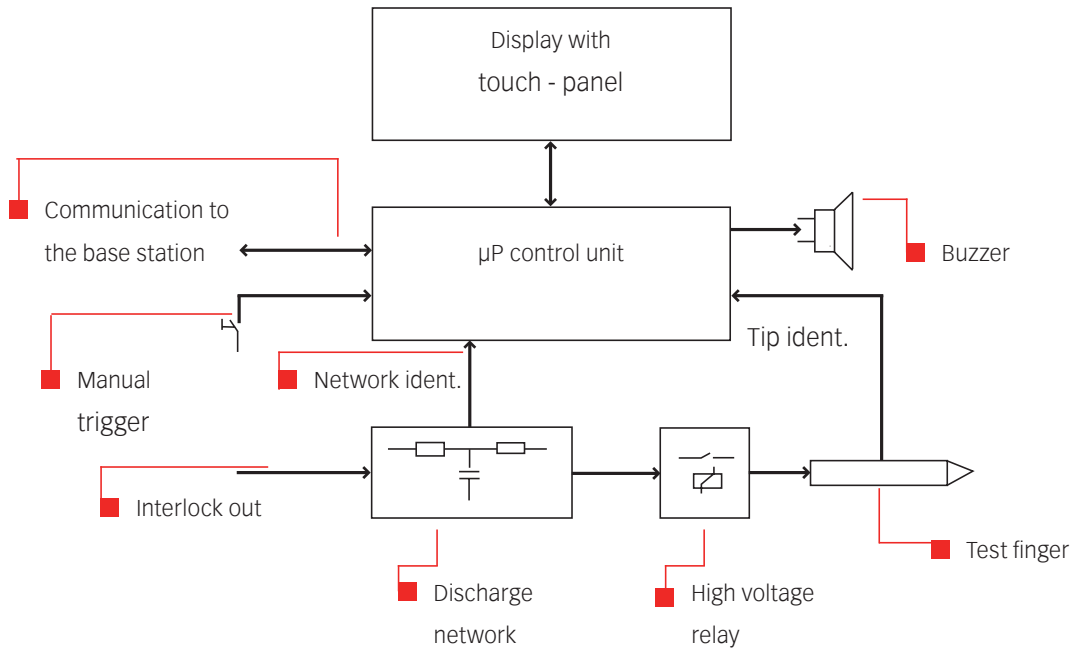 Display with
touch - panel
Communication to
the base station
µP control unit
Buzzer
Tip ident.
Manual
trigger
Network ident.
Interlock out
Test finger
Discharge
network
High voltage
relay